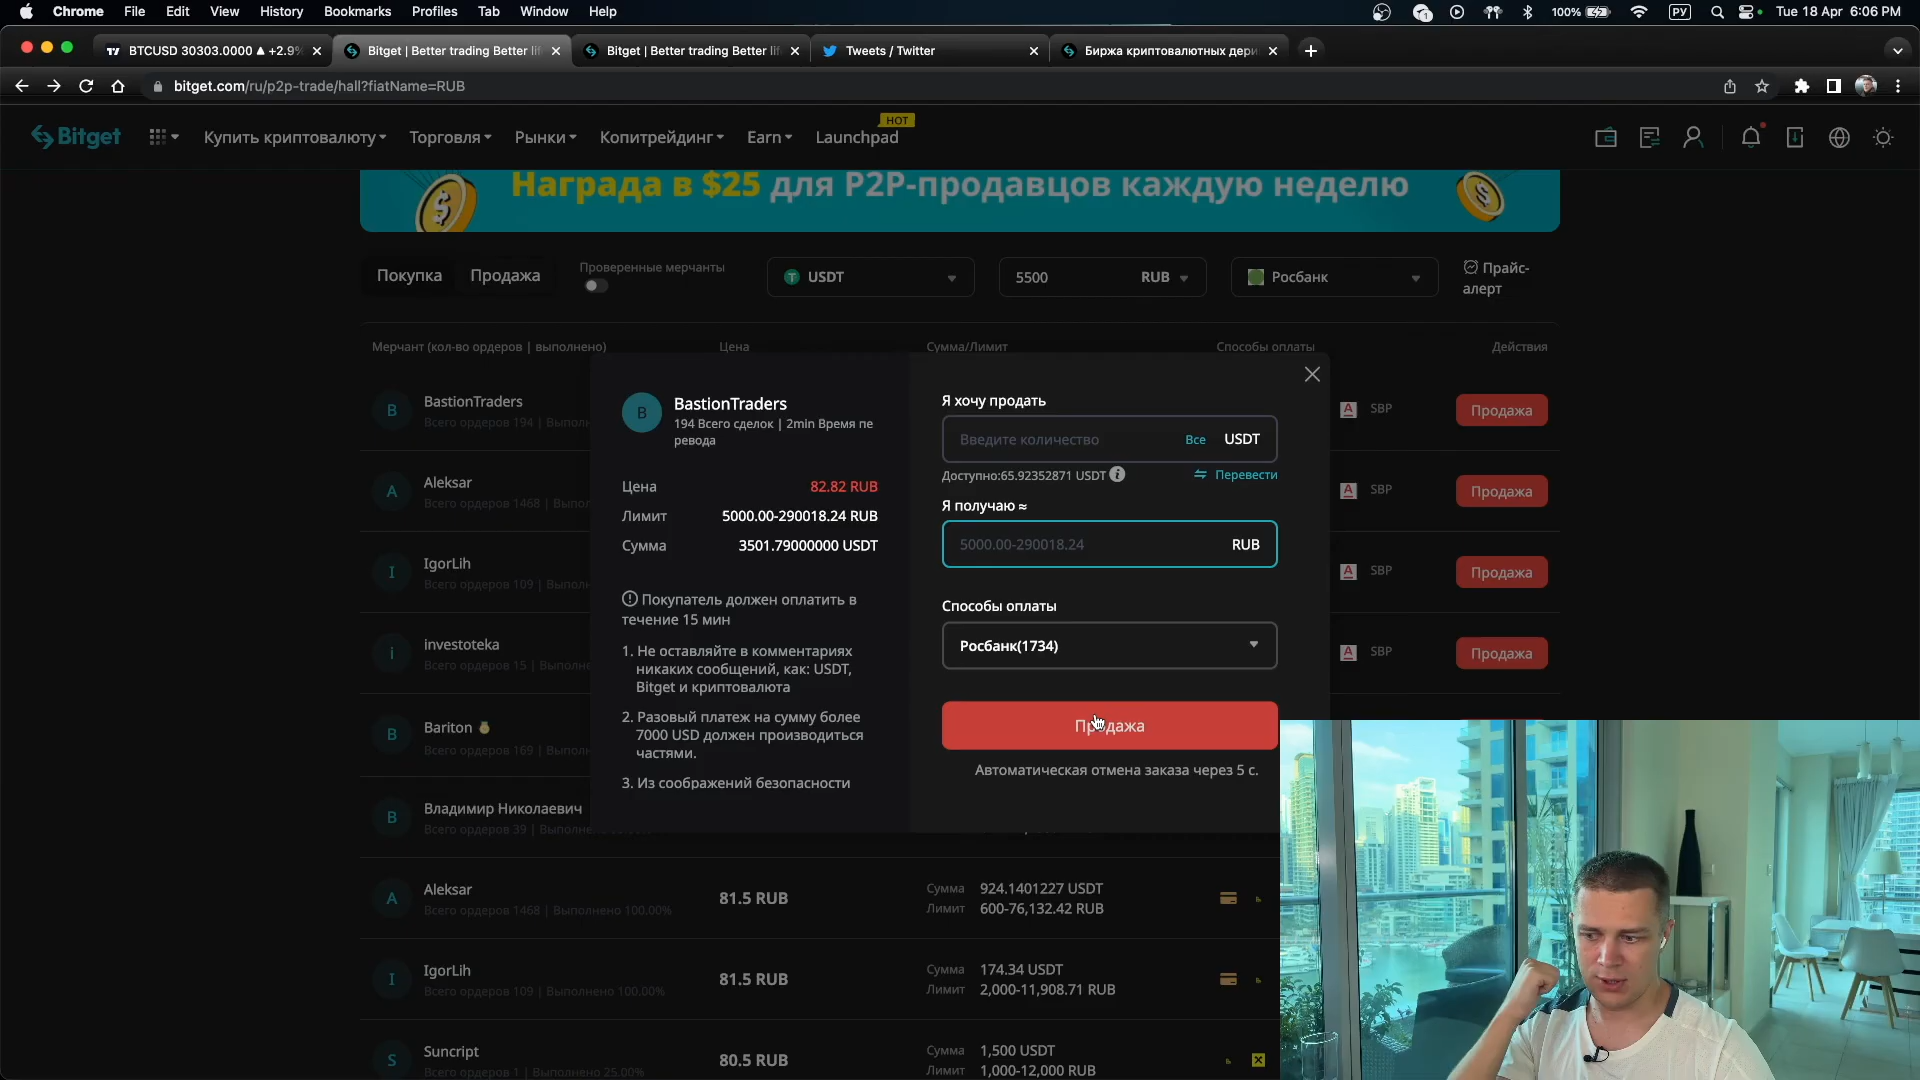 Chrome File Edit View History Bookmarks Profiles Tab Window Help
100% РУ Tue 18 Apr 6:06 PM
BTCUSD 30303.0000 ▲ +2.9%
Bitget | Better trading Better li
Bitget | Better trading Better li
Tweets / Twitter
Биржа криптовалютных дери
bitget.com/ru/p2p-trade/hall?fiatName=RUB
Bitget
Купить криптовалюту
Торговля
Рынки
Копитрейдинг
Earn
Launchpad
HOT
Награда в $25 для P2P-продавцов каждую неделю
Покупка
Продажа
Проверенные мерчанты
USDT
5500 RUB
Росбанк
Прайс-
алерт
Мерчант (кол-во ордеров | выполнено)
Цена
Сумма/Лимит
Способы оплаты
Действия
B BastionTraders
Всего ордеров 194 | Выполн
SBP
Продажа
A Aleksar
Всего ордеров 1468 | Выпол
SBP
Продажа
I IgorLih
Всего ордеров 109 | Выполн
SBP
Продажа
i investoteka
Всего ордеров 15 | Выполне
SBP
Продажа
B Bariton
Всего ордеров 169 | Выполн
В Владимир Николаевич
Всего ордеров 39 | Выполнен
A Aleksar
Всего ордеров 1468 | Выполнено 100.00%
81.5 RUB
Сумма 924.1401227 USDT
Лимит 600-76,132.42 RUB
I IgorLih
Всего ордеров 109 | Выполнено 100.00%
81.5 RUB
Сумма 174.34 USDT
Лимит 2,000-11,908.71 RUB
S Suncript
Всего ордеров 1 | Выполнено 25.00%
80.5 RUB
Сумма 1,500 USDT
Лимит 1,000-12,000 RUB
B BastionTraders
194 Всего сделок | 2min Время пе
ревода
Цена 82.82 RUB
Лимит 5000.00-290018.24 RUB
Сумма 3501.79000000 USDT
Покупатель должен оплатить в
течение 15 мин
1. Не оставляйте в комментариях
никаких сообщений, как: USDT,
Bitget и криптовалюта
2. Разовый платеж на сумму более
7000 USD должен производиться
частями.
3. Из соображений безопасности
Я хочу продать
Введите количество Все USDT
Доступно:65.92352871 USDT
Перевести
Я получаю ≈
5000.00-290018.24 RUB
Способы оплаты
Росбанк(1734)
Продажа
Автоматическая отмена заказа через 5 с.